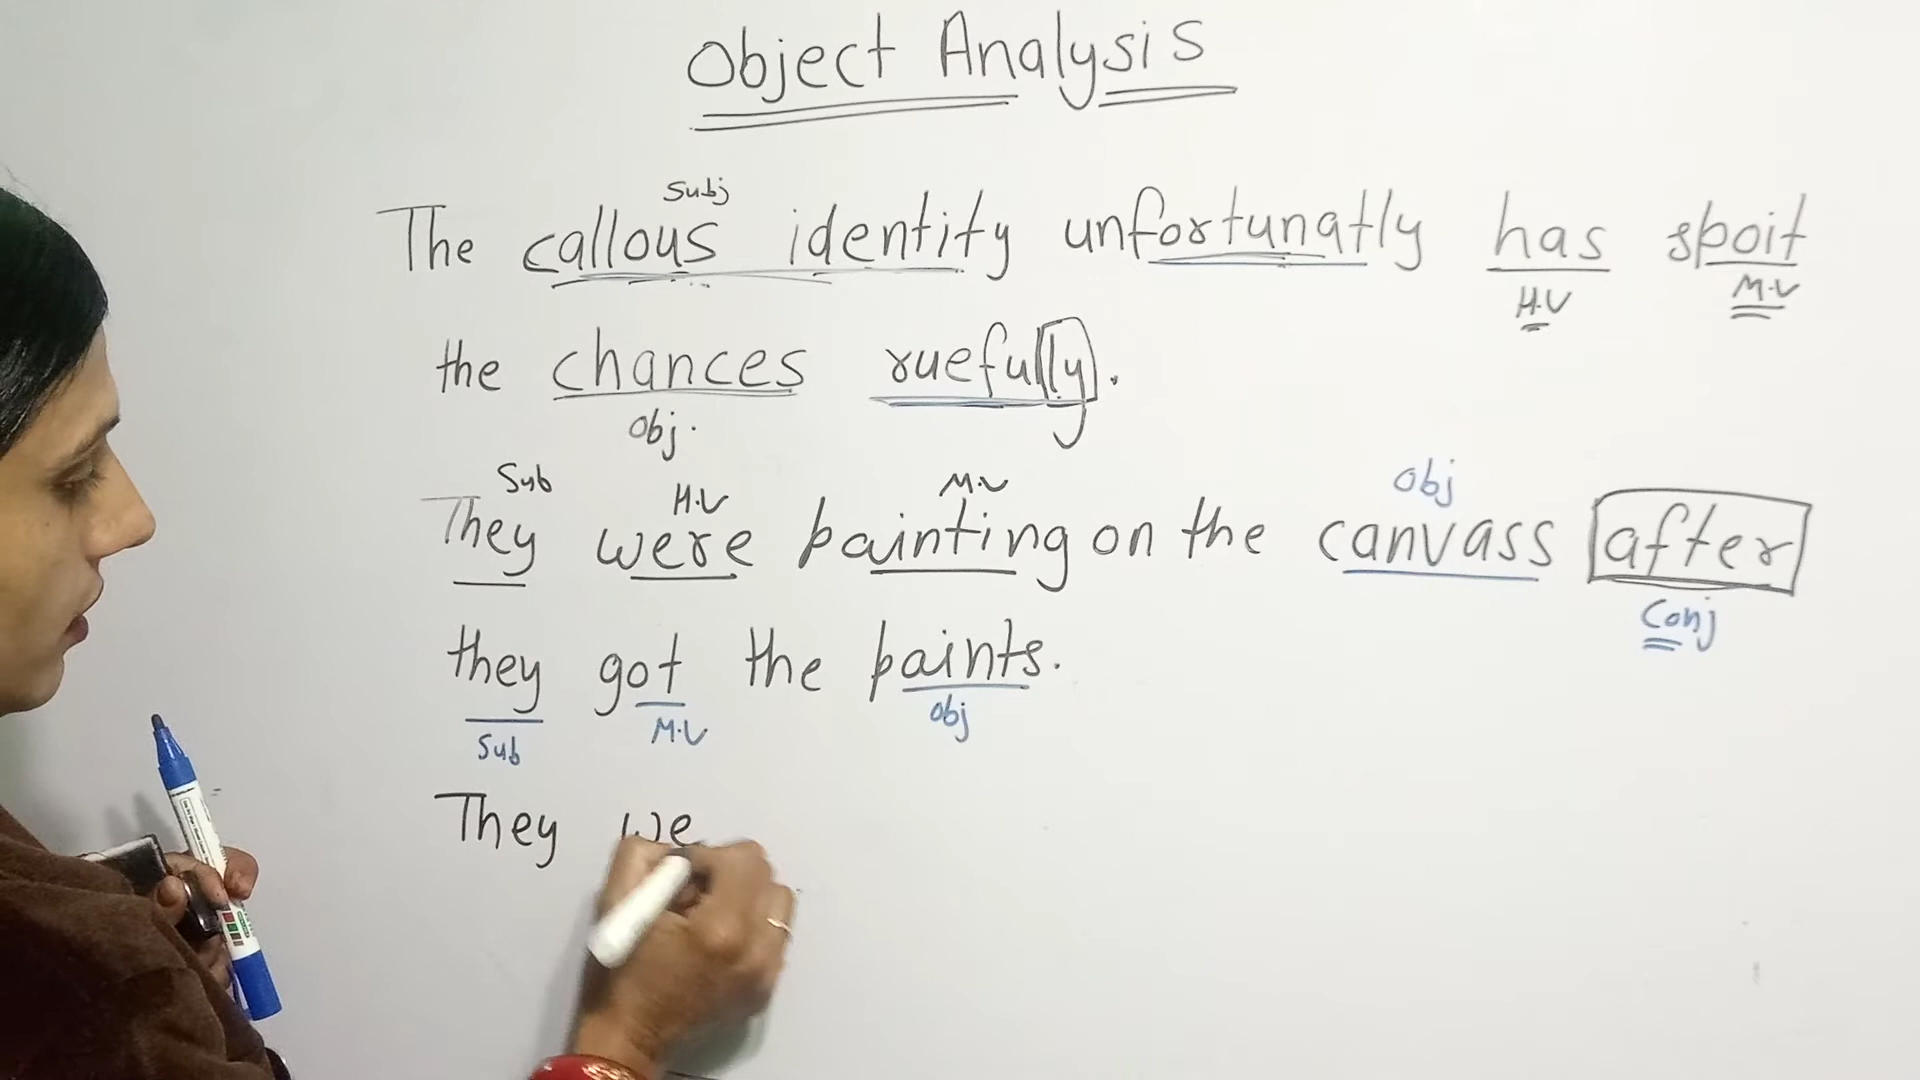 Object Analysis
Subj
The callous identity unfortunatly has spoit
H.V M.V
the chances ruefully.
Obj.
Sub H.V M.V Obj
They were painting on the canvass after
Conj
they got the paints.
Sub M.V Obj
They we